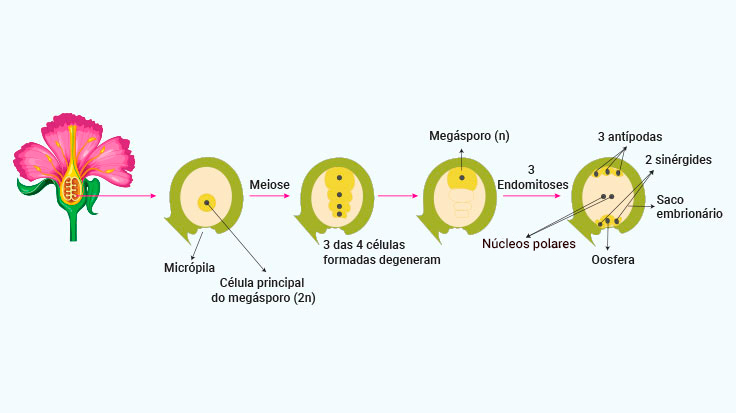 Micrópila
Célula principal
do megásporo (2n)
Meiose
3 das 4 células
formadas degeneram
Megásporo (n)
3
Endomitoses
3 antípodas
2 sinérgides
Saco
embrionário
Núcleos polares
Oosfera